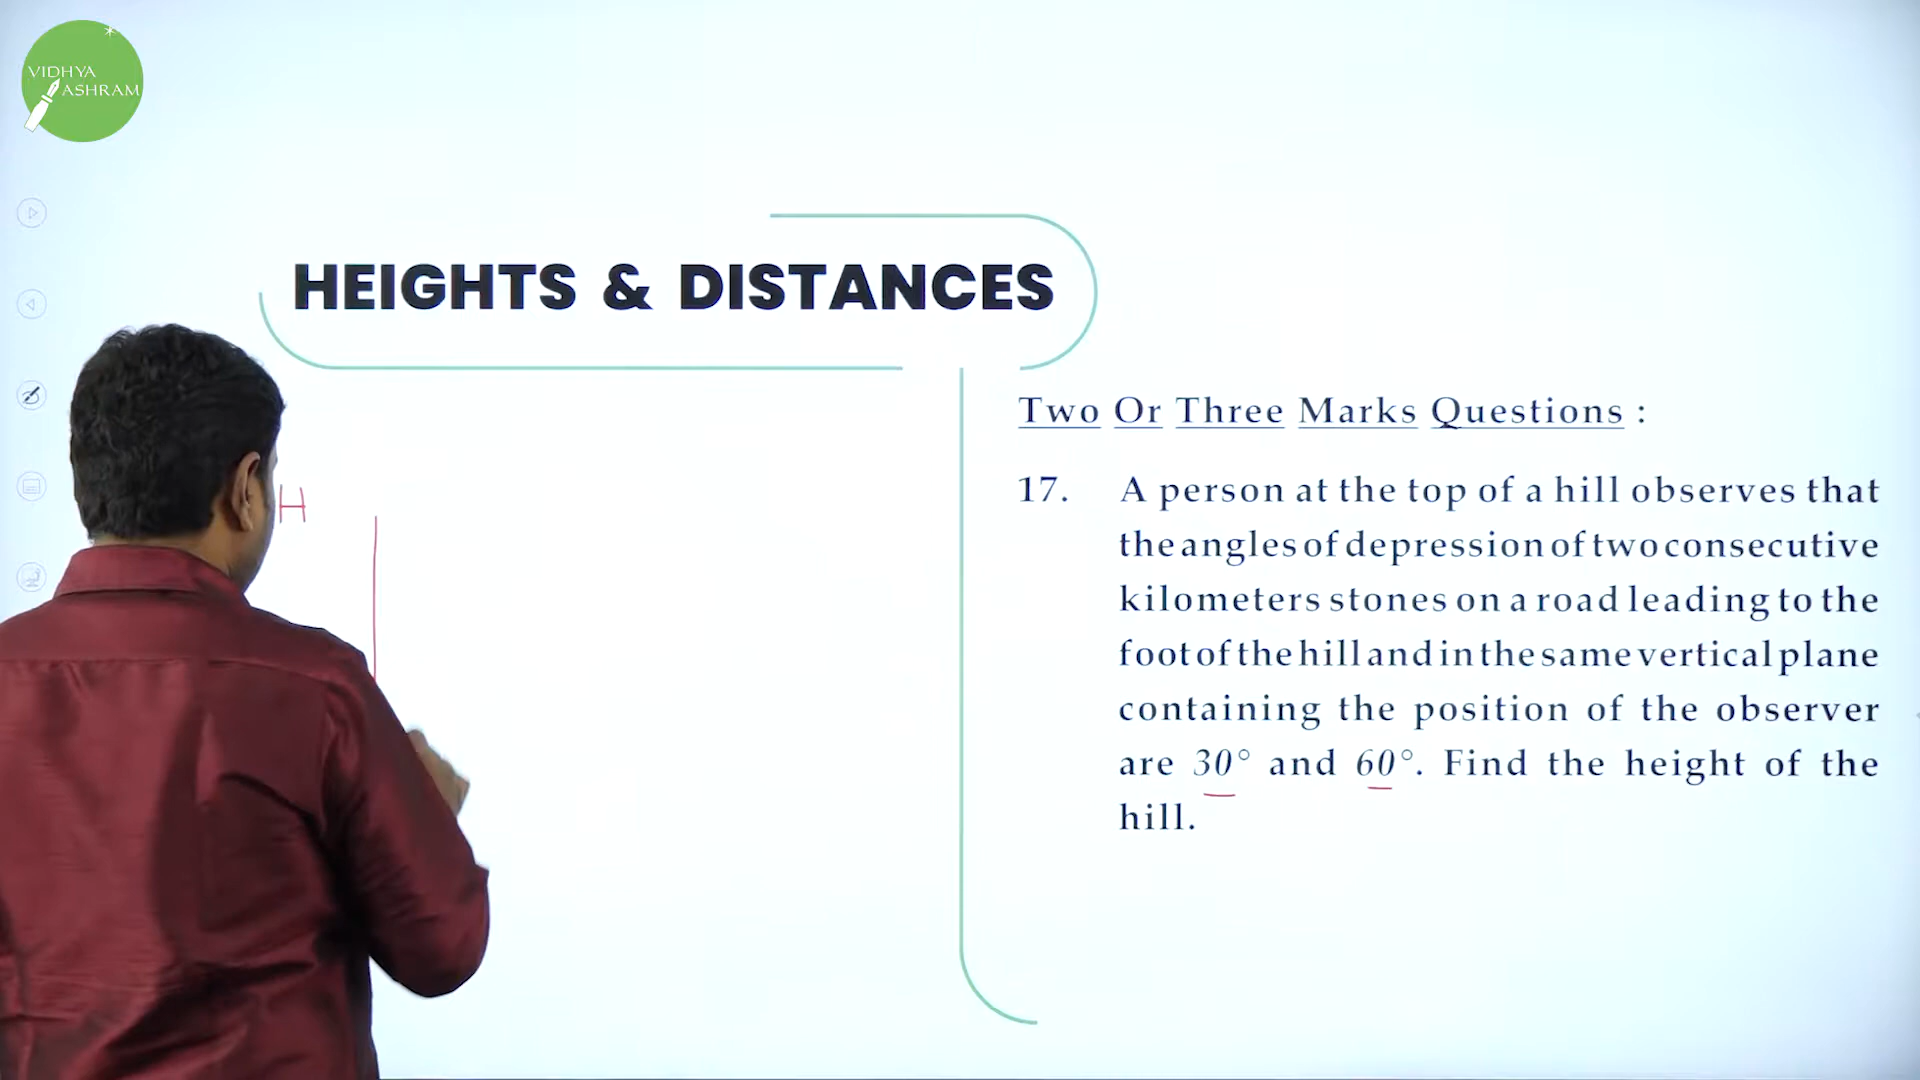 VIDHYA
ASHRAM
HEIGHTS & DISTANCES
Two Or Three Marks Questions :
17. A person at the top of a hill observes that
the angles of depression of two consecutive
kilometers stones on a road leading to the
foot of the hill and in the same vertical plane
containing the position of the observer
are 30° and 60°. Find the height of the
hill.
H